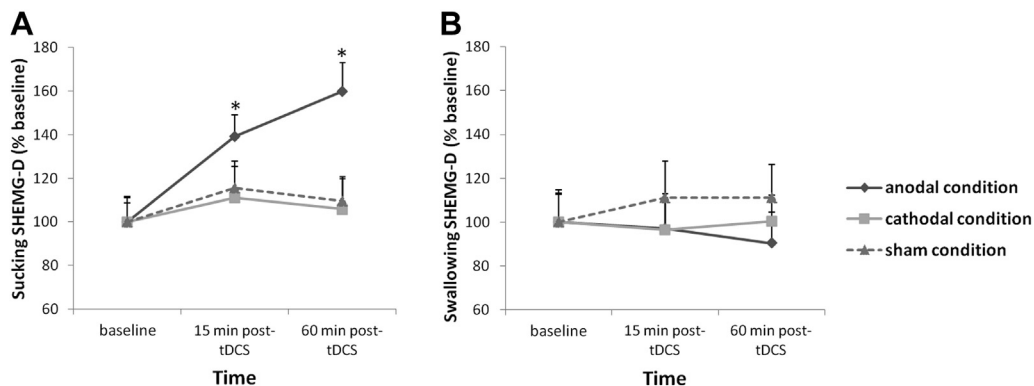 A
Sucking SHEMG-D (% baseline)
180
160
140
120
100
80
60
*
*
baseline
15 min post-
tDCS
60 min post-
tDCS
Time
B
Swallowing SHEMG-D (% baseline)
180
160
140
120
100
80
60
baseline
15 min post-
tDCS
60 min post-
tDCS
Time
anodal condition
cathodal condition
sham condition